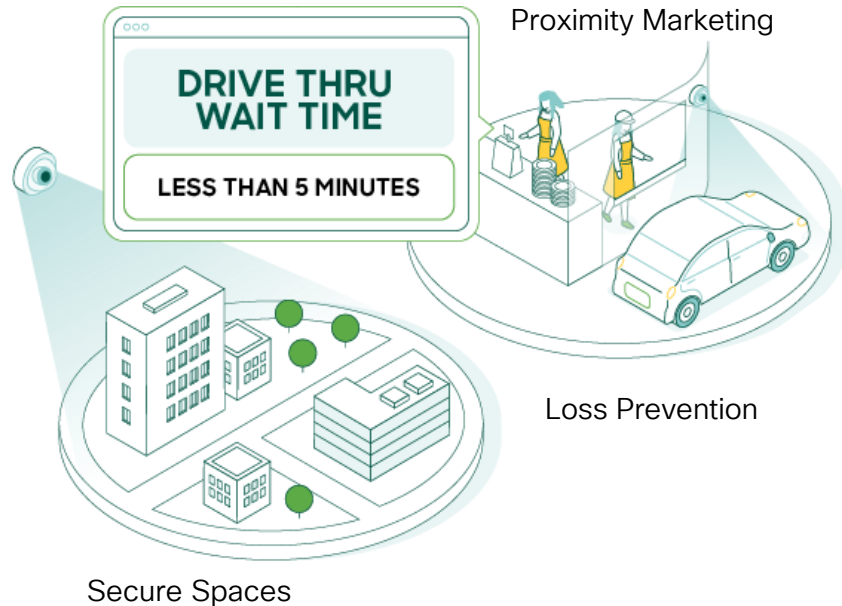 Proximity Marketing
DRIVE THRU
WAIT TIME
LESS THAN 5 MINUTES
Loss Prevention
Secure Spaces